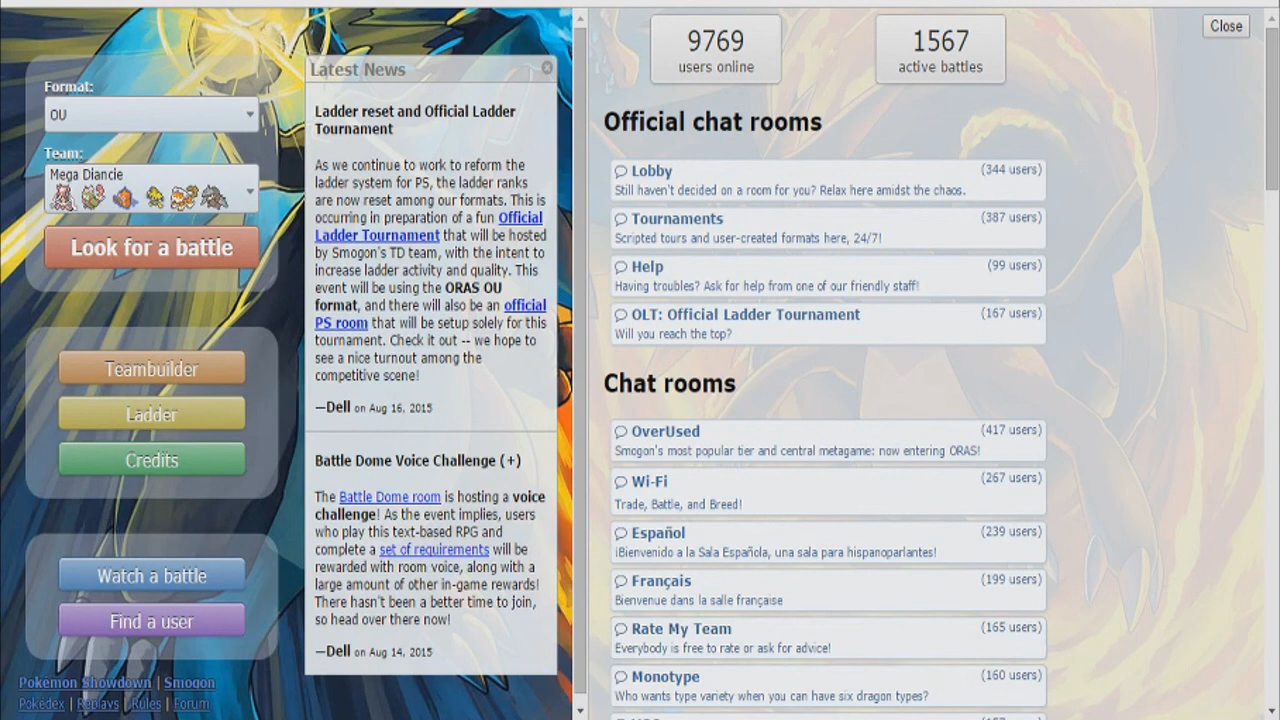 Format:
OU
Team:
Mega Diancie
Look for a battle
Teambuilder
Ladder
Credits
Watch a battle
Find a user
Pokémon Showdown | Smogon
Pokédex | Replays | Rules | Forum
Latest News
Ladder reset and Official Ladder
Tournament
As we continue to work to reform the
ladder system for PS, the ladder ranks
are now reset among our formats. This is
occurring in preparation of a fun Official
Ladder Tournament that will be hosted
by Smogon's TD team, with the intent to
increase ladder activity and quality. This
event will be using the ORAS OU
format, and there will also be an official
PS room that will be setup solely for this
tournament. Check it out -- we hope to
see a nice turnout among the
competitive scene!
—Dell on Aug 16, 2015
Battle Dome Voice Challenge (+)
The Battle Dome room is hosting a voice
challenge! As the event implies, users
who play this text-based RPG and
complete a set of requirements will be
rewarded with room voice, along with a
large amount of other in-game rewards!
There hasn't been a better time to join,
so head over there now!
—Dell on Aug 14, 2015
9769
users online
1567
active battles
Close
Official chat rooms
Lobby (344 users)
Still haven't decided on a room for you? Relax here amidst the chaos.
Tournaments (387 users)
Scripted tours and user-created formats here, 24/7!
Help (99 users)
Having troubles? Ask for help from one of our friendly staff!
OLT: Official Ladder Tournament (167 users)
Will you reach the top?
Chat rooms
OverUsed (417 users)
Smogon's most popular tier and central metagame: now entering ORAS!
Wi-Fi (267 users)
Trade, Battle, and Breed!
Español (239 users)
¡Bienvenido a la Sala Española, una sala para hispanoparlantes!
Français (199 users)
Bienvenue dans la salle française
Rate My Team (165 users)
Everybody is free to rate or ask for advice!
Monotype (160 users)
Who wants type variety when you can have six dragon types?